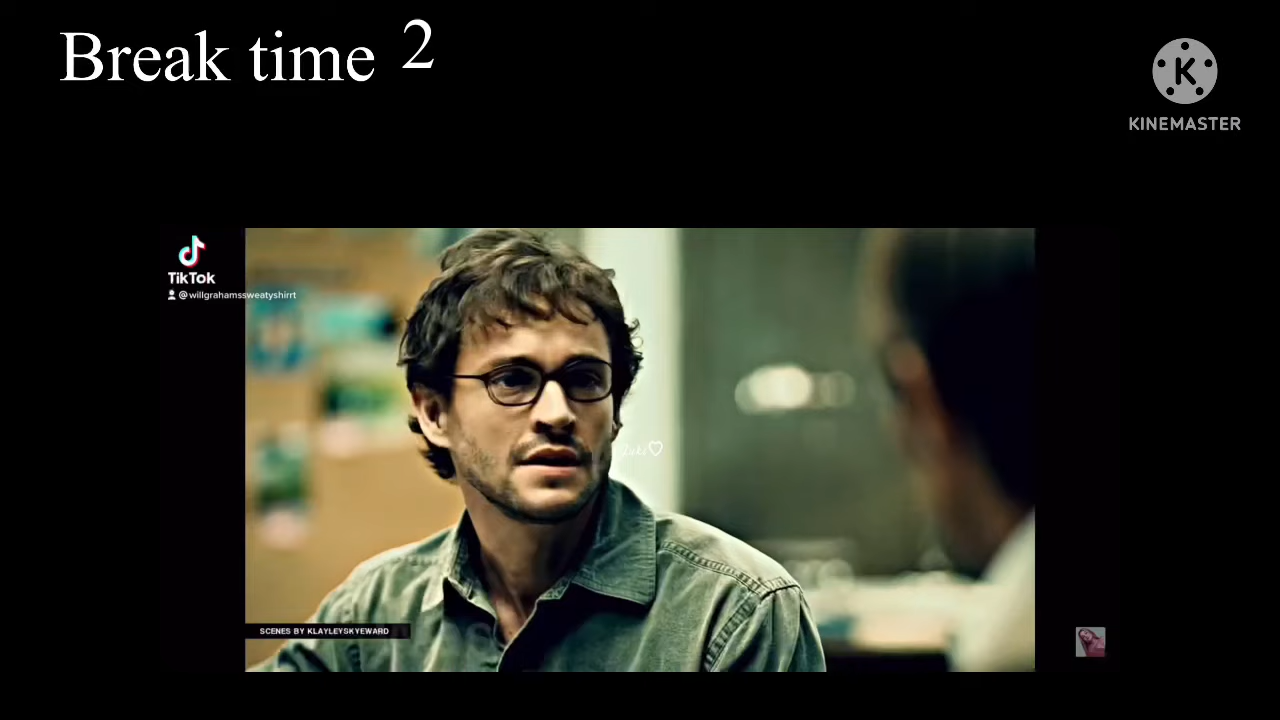 Break time 2
KINEMASTER
TikTok
@willgrahamssweatyshirrt
SCENES BY KLAYLEYSKYEWARD